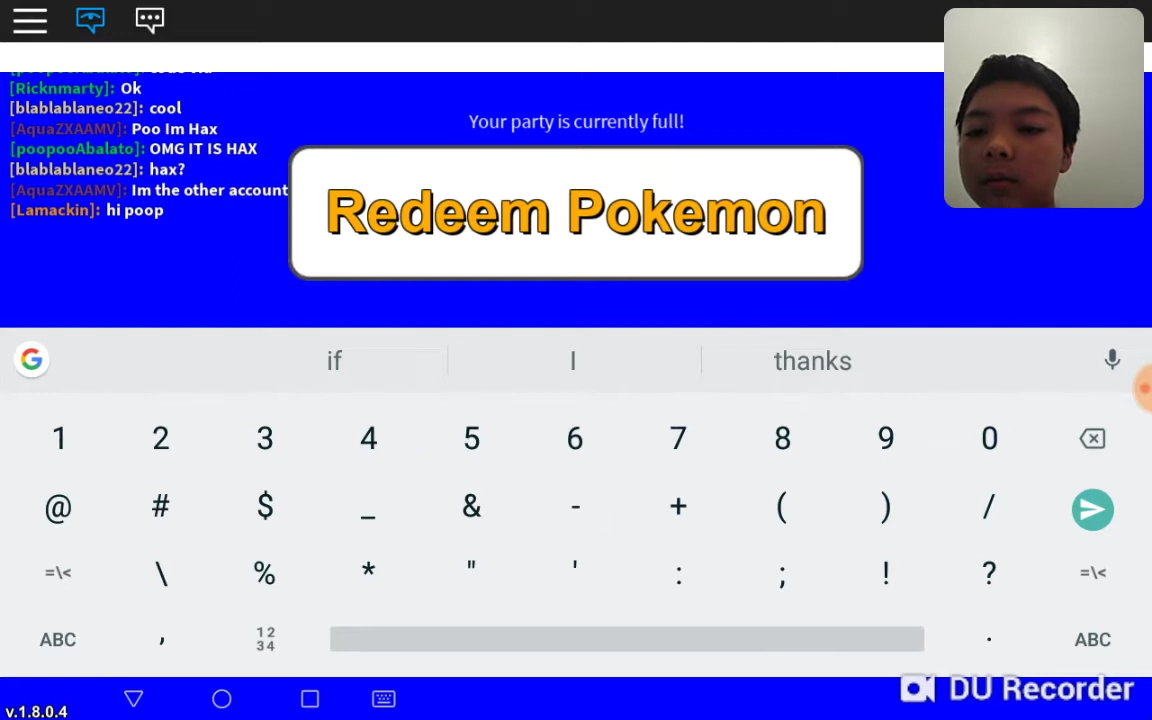 [Ricknmarty]: Ok
[blablablaneo22]: cool
[AquaZXAAMV]: Poo Im Hax
[poopooAbalato]: OMG IT IS HAX
[blablablaneo22]: hax?
[AquaZXAAMV]: Im the other account
[Lamackin]: hi poop
Your party is currently full!
Redeem Pokemon
G if I thanks
1 2 3 4 5 6 7 8 9 0
@ # $ _ & - + ( ) /
=\< \ % * " ' : ; ! ? =\<
ABC , 12 34 . ABC
DU Recorder
v.1.8.0.4